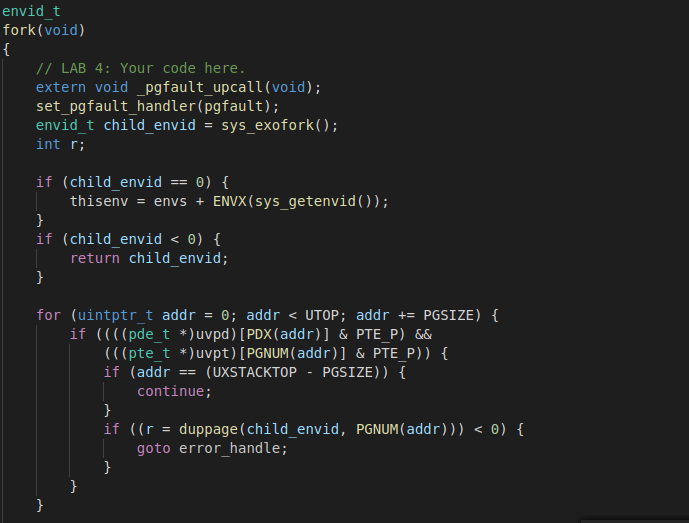 envid_t
fork(void)
{
    // LAB 4: Your code here.
    extern void _pgfault_upcall(void);
    set_pgfault_handler(pgfault);
    envid_t child_envid = sys_exofork();
    int r;

    if (child_envid == 0) {
        thisenv = envs + ENVX(sys_getenvid());
    }
    if (child_envid < 0) {
        return child_envid;
    }

    for (uintptr_t addr = 0; addr < UTOP; addr += PGSIZE) {
        if ((((pde_t *)uvpd)[PDX(addr)] & PTE_P) &&
            (((pte_t *)uvpt)[PGNUM(addr)] & PTE_P)) {
            if (addr == (UXSTACKTOP - PGSIZE)) {
                continue;
            }
            if ((r = duppage(child_envid, PGNUM(addr))) < 0) {
                goto error_handle;
            }
        }
    }